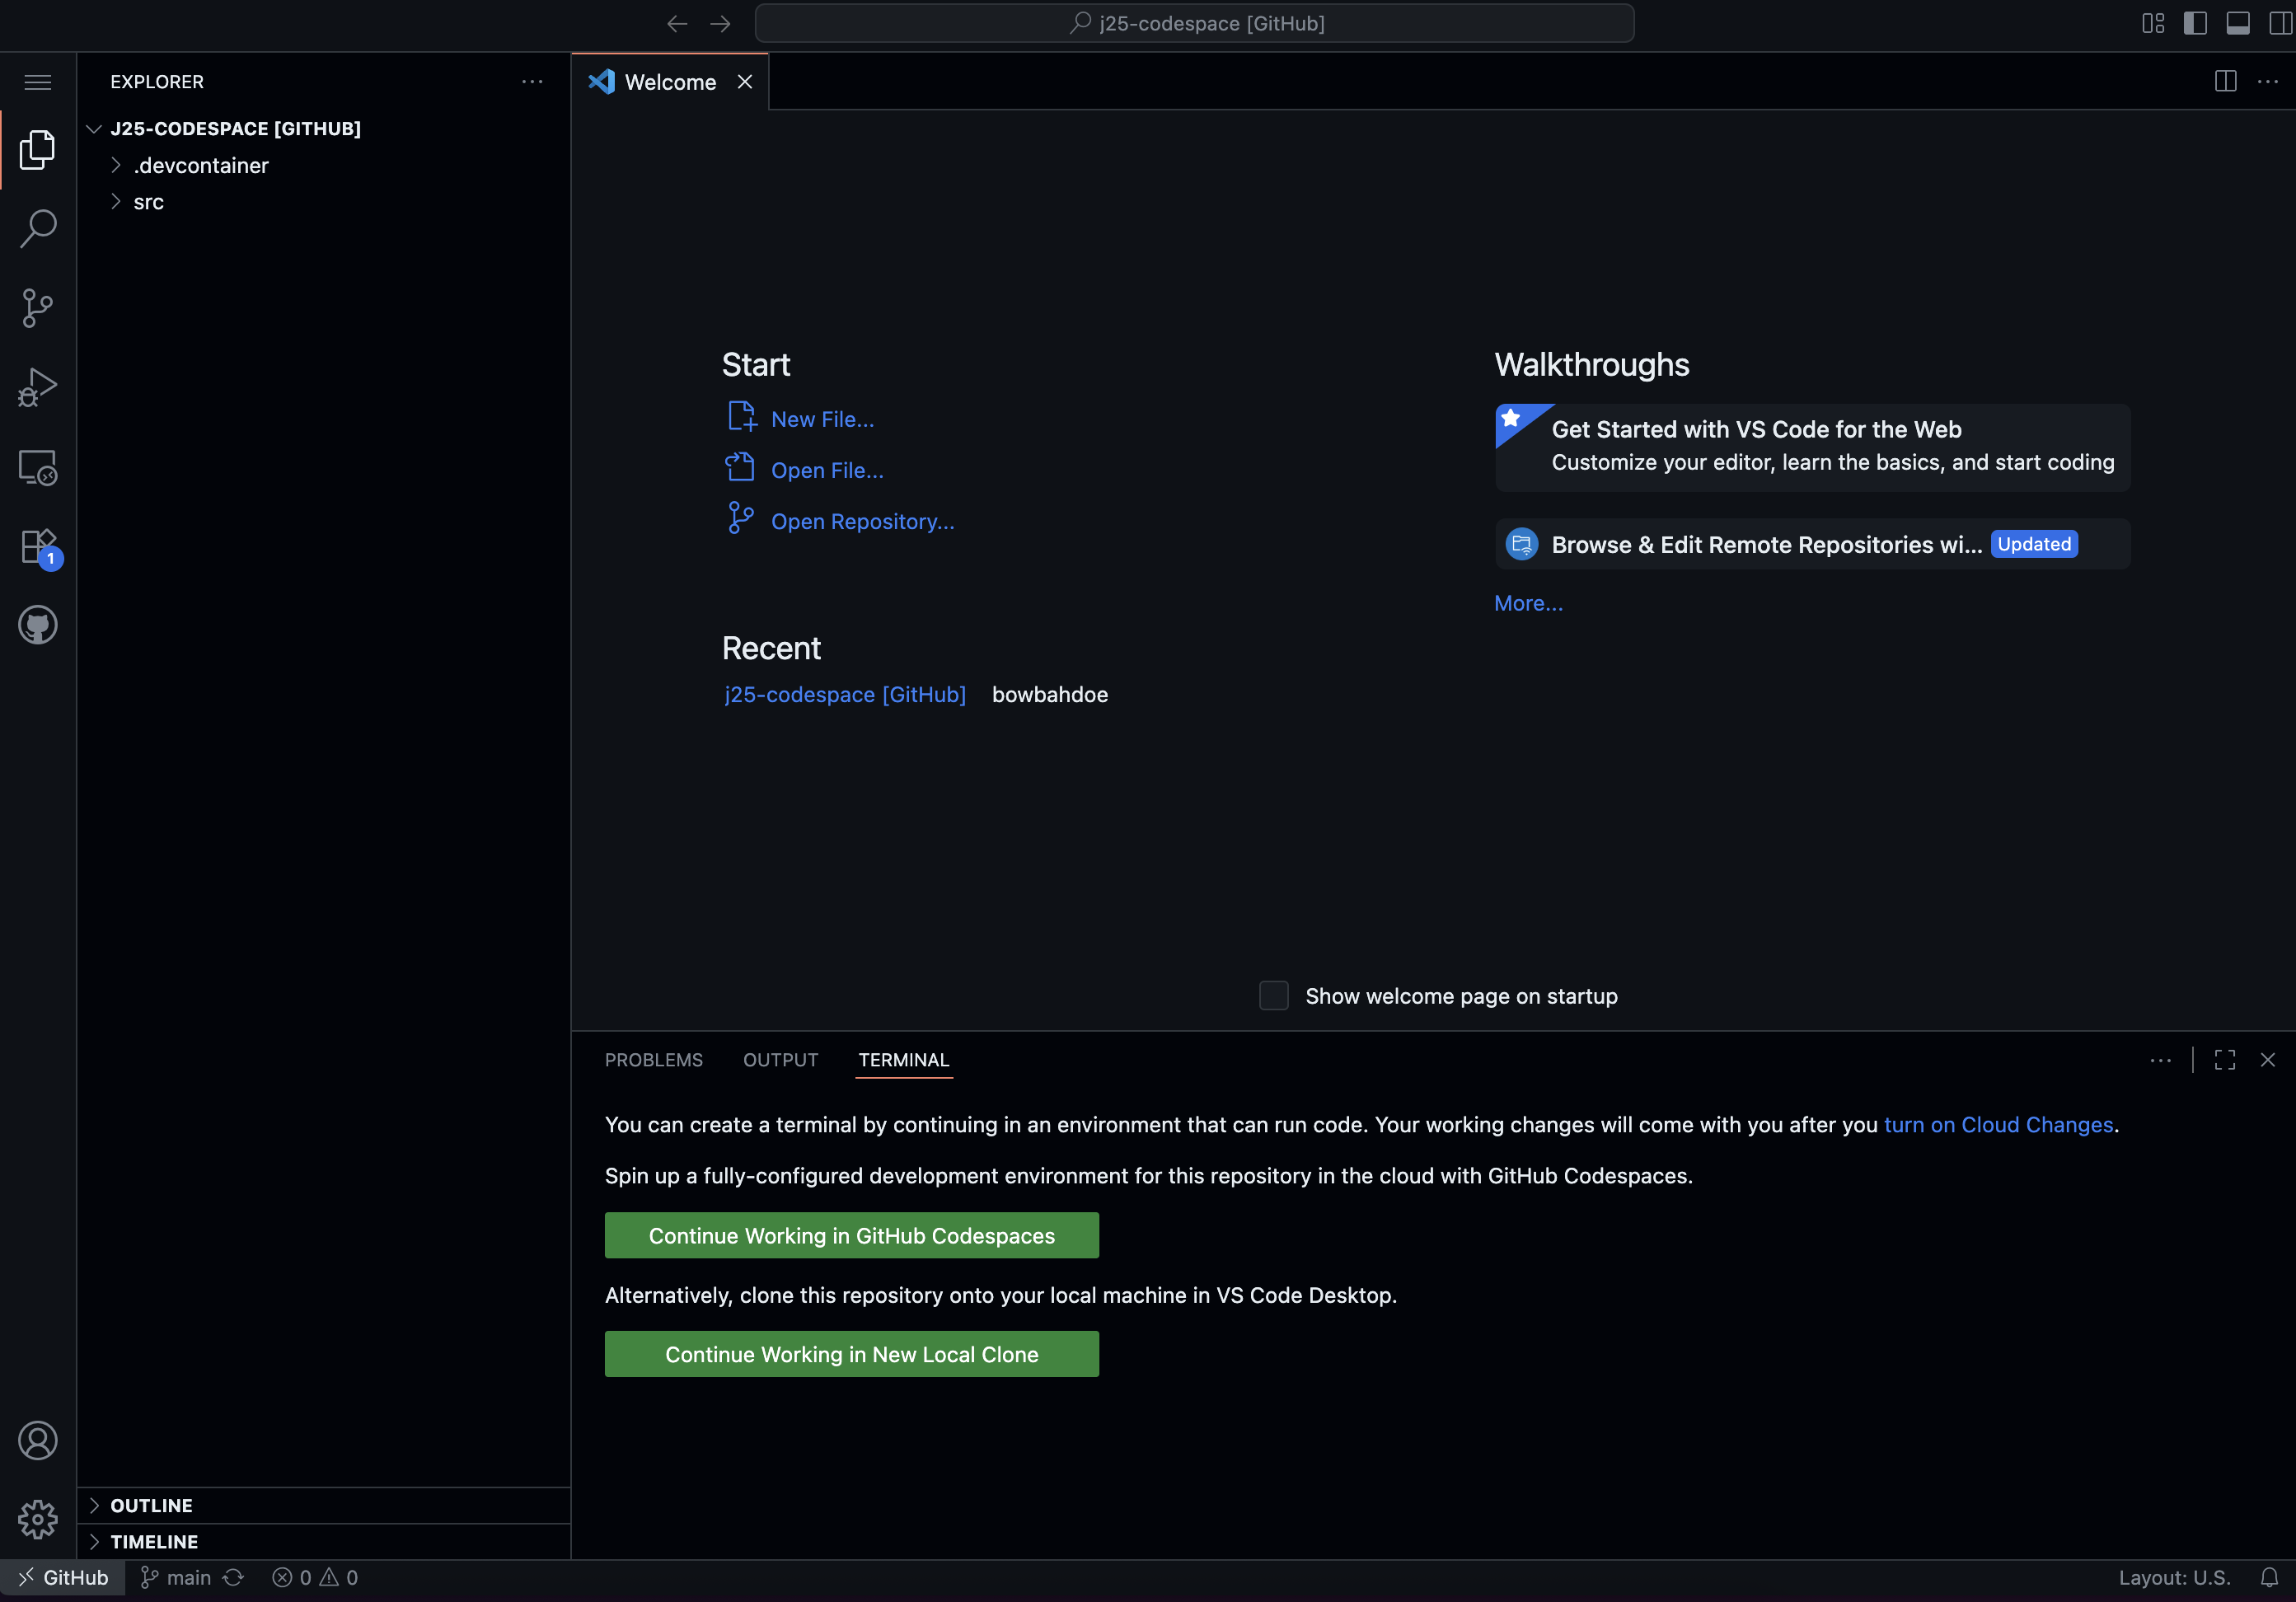 j25-codespace [GitHub]
EXPLORER
Welcome
J25-CODESPACE [GITHUB]
.devcontainer
src
1
Start
New File...
Open File...
Open Repository...
Recent
j25-codespace [GitHub] bowbahdoe
Walkthroughs
Get Started with VS Code for the Web
Customize your editor, learn the basics, and start coding
Browse & Edit Remote Repositories wi... Updated
More...
Show welcome page on startup
PROBLEMS OUTPUT TERMINAL
You can create a terminal by continuing in an environment that can run code. Your working changes will come with you after you turn on Cloud Changes.
Spin up a fully-configured development environment for this repository in the cloud with GitHub Codespaces.
Continue Working in GitHub Codespaces
Alternatively, clone this repository onto your local machine in VS Code Desktop.
Continue Working in New Local Clone
OUTLINE
TIMELINE
GitHub main 0 0 Layout: U.S.